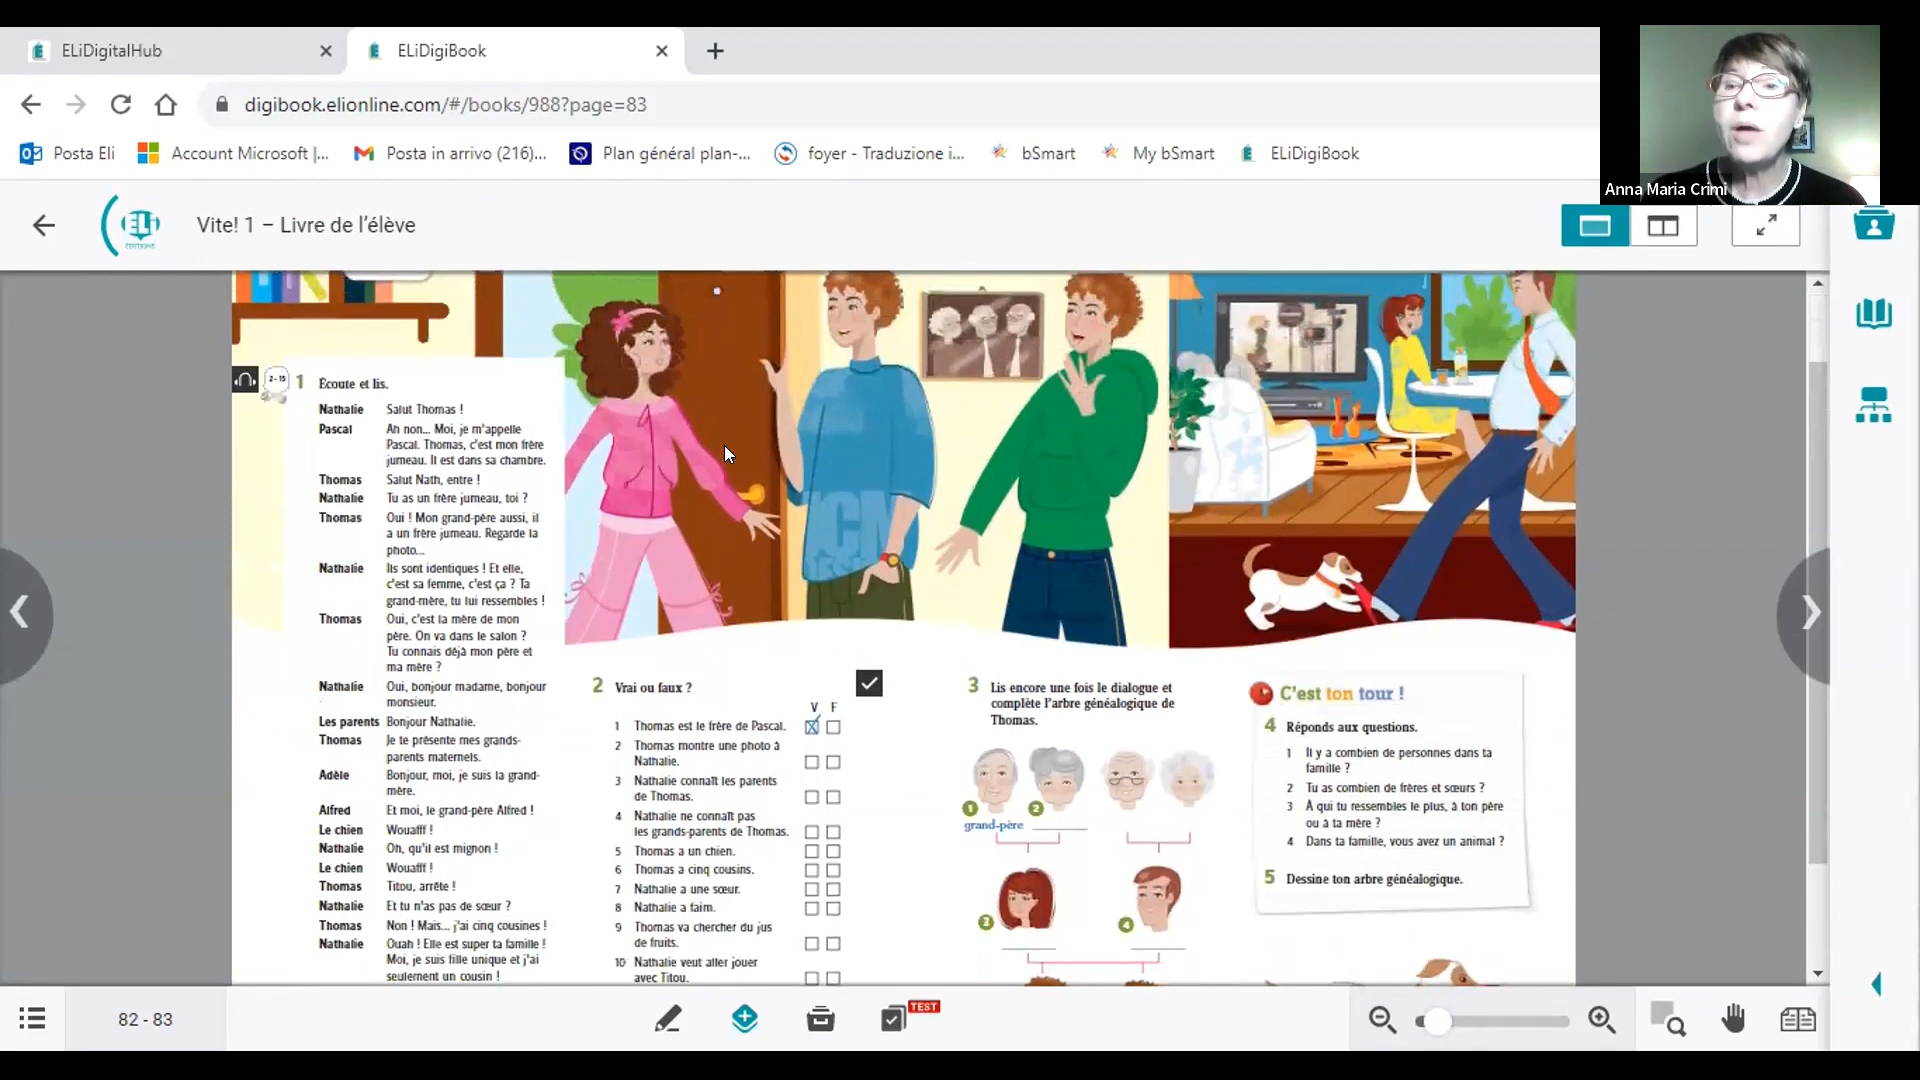 ELiDigitalHub
ELiDigiBook
digibook.elionline.com/#/books/988?page=83
Posta Eli
Account Microsoft |...
Posta in arrivo (216)...
Plan général plan-...
foyer - Traduzione i...
bSmart
My bSmart
ELiDigiBook
Anna Maria Crimi
ELi
ÉDITIONS
Vite! 1 – Livre de l'élève
2 - 15
1 Écoute et lis.
Nathalie Salut Thomas !
Pascal Ah non... Moi, je m'appelle
Pascal. Thomas, c'est mon frère
jumeau. Il est dans sa chambre.
Thomas Salut Nath, entre !
Nathalie Tu as un frère jumeau, toi ?
Thomas Oui ! Mon grand-père aussi, il
a un frère jumeau. Regarde la
photo...
Nathalie Ils sont identiques ! Et elle,
c'est sa femme, c'est ça ? Ta
grand-mère, tu lui ressembles !
Thomas Oui, c'est la mère de mon
père. On va dans le salon ?
Tu connais déjà mon père et
ma mère ?
Nathalie Oui, bonjour madame, bonjour
monsieur.
Les parents Bonjour Nathalie.
Thomas Je te présente mes grands-
parents maternels.
Adèle Bonjour, moi, je suis la grand-
mère.
Alfred Et moi, le grand-père Alfred !
Le chien Wouafff !
Nathalie Oh, qu'il est mignon !
Le chien Wouafff !
Thomas Titou, arrête !
Nathalie Et tu n'as pas de sœur ?
Thomas Non ! Mais... j'ai cinq cousines !
Nathalie Ouah ! Elle est super ta famille !
Moi, je suis fille unique et j'ai
seulement un cousin !
2 Vrai ou faux ?
V F
1 Thomas est le frère de Pascal.
2 Thomas montre une photo à
Nathalie.
3 Nathalie connaît les parents
de Thomas.
4 Nathalie ne connaît pas
les grands-parents de Thomas.
5 Thomas a un chien.
6 Thomas a cinq cousins.
7 Nathalie a une sœur.
8 Nathalie a faim.
9 Thomas va chercher du jus
de fruits.
10 Nathalie veut aller jouer
avec Titou.
3 Lis encore une fois le dialogue et
complète l'arbre généalogique de
Thomas.
1
2
grand-père
3
4
C'est ton tour !
4 Réponds aux questions.
1 Il y a combien de personnes dans ta
famille ?
2 Tu as combien de frères et sœurs ?
3 À qui tu ressembles le plus, à ton père
ou à ta mère ?
4 Dans ta famille, vous avez un animal ?
5 Dessine ton arbre généalogique.
82 - 83
TEST